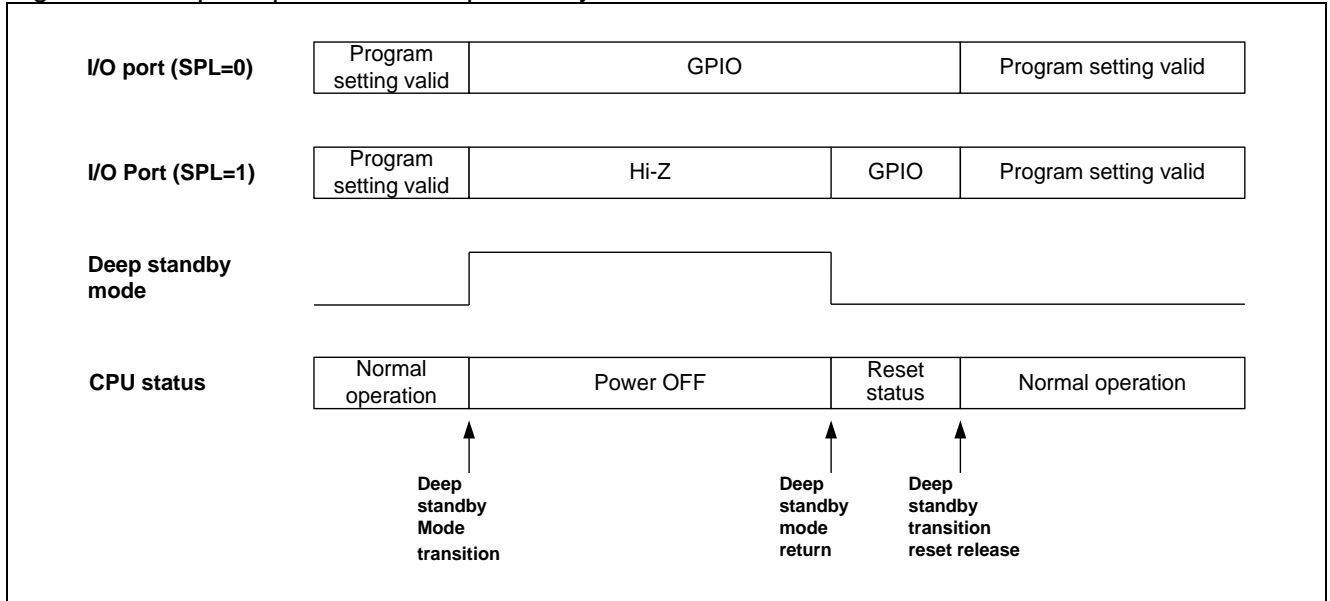 I/O port (SPL=0)
Program
setting valid
GPIO
Program setting valid
I/O Port (SPL=1)
Program
setting valid
Hi-Z
GPIO
Program setting valid
Deep standby
mode
CPU status
Normal
operation
Power OFF
Reset
status
Normal operation
Deep
standby
Mode
transition
Deep
standby
mode
return
Deep
standby
transition
reset release